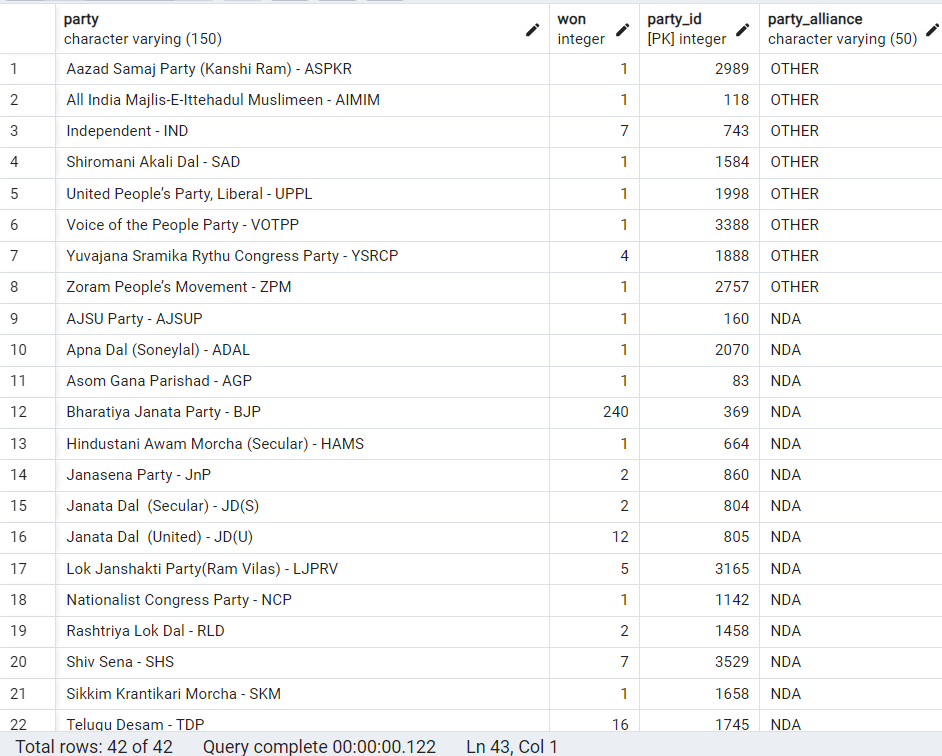 party won party_id party_alliance
character varying (150) integer [PK] integer character varying (50)
1 Aazad Samaj Party (Kanshi Ram) - ASPKR 1 2989 OTHER
2 All India Majlis-E-Ittehadul Muslimeen - AIMIM 1 118 OTHER
3 Independent - IND 7 743 OTHER
4 Shiromani Akali Dal - SAD 1 1584 OTHER
5 United People’s Party, Liberal - UPPL 1 1998 OTHER
6 Voice of the People Party - VOTPP 1 3388 OTHER
7 Yuvajana Sramika Rythu Congress Party - YSRCP 4 1888 OTHER
8 Zoram People’s Movement - ZPM 1 2757 OTHER
9 AJSU Party - AJSUP 1 160 NDA
10 Apna Dal (Soneylal) - ADAL 1 2070 NDA
11 Asom Gana Parishad - AGP 1 83 NDA
12 Bharatiya Janata Party - BJP 240 369 NDA
13 Hindustani Awam Morcha (Secular) - HAMS 1 664 NDA
14 Janasena Party - JnP 2 860 NDA
15 Janata Dal  (Secular) - JD(S) 2 804 NDA
16 Janata Dal  (United) - JD(U) 12 805 NDA
17 Lok Janshakti Party(Ram Vilas) - LJPRV 5 3165 NDA
18 Nationalist Congress Party - NCP 1 1142 NDA
19 Rashtriya Lok Dal - RLD 2 1458 NDA
20 Shiv Sena - SHS 7 3529 NDA
21 Sikkim Krantikari Morcha - SKM 1 1658 NDA
22 Telugu Desam - TDP 16 1745 NDA
Total rows: 42 of 42 Query complete 00:00:00.122 Ln 43, Col 1